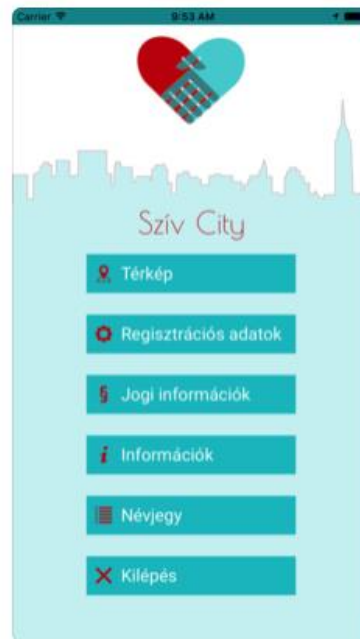 Carrier 9:53 AM
Szív City
Térkép
Regisztrációs adatok
Jogi információk
Információk
Névjegy
Kilépés